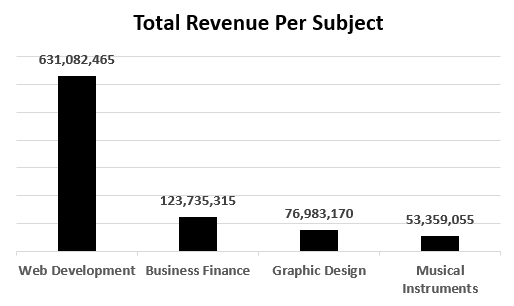 Total Revenue Per Subject
631,082,465
123,735,315
76,983,170
53,359,055
Web Development
Business Finance
Graphic Design
Musical
Instruments